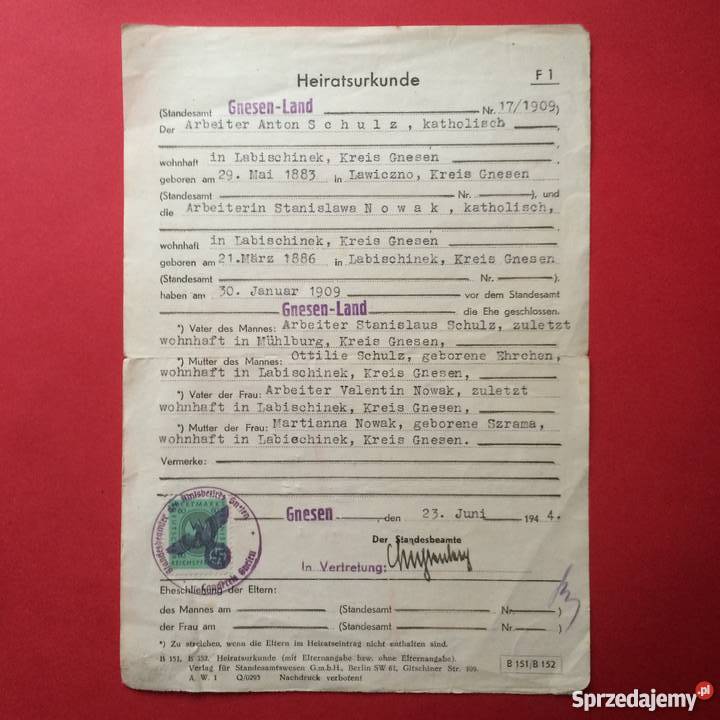 Heiratsurkunde
F 1
(Standesamt Gnesen-Land Nr. 17/1909)
Der Arbeiter Anton Schulz, katholisch
wohnhaft in Labischinek, Kreis Gnesen
geboren am 29. Mai 1883 in Lawiczno, Kreis Gnesen
(Standesamt Nr. ), und
die Arbeiterin Stanislawa Nowak, katholisch,
wohnhaft in Labischinek, Kreis Gnesen
geboren am 21.März 1886 in Labischinek, Kreis Gnesen
(Standesamt Nr. ).
haben am 30. Januar 1909 vor dem Standesamt
Gnesen-Land die Ehe geschlossen.
*) Vater des Mannes: Arbeiter Stanislaus Schulz, zuletzt
wohnhaft in Mühlburg, Kreis Gnesen,
*) Mutter des Mannes: Ottilie Schulz, geborene Ehrchen,
wohnhaft in Labischinek, Kreis Gnesen,
*) Vater der Frau: Arbeiter Valentin Nowak, zuletzt
wohnhaft in Labischinek, Kreis Gnesen,
*) Mutter der Frau: Martianna Nowak, geborene Szrama,
wohnhaft in Labischinek, Kreis Gnesen.
Vermerke:
Gnesen, den 23. Juni 1944.
Der Standesbeamte
In Vertretung:
Standesbeamter des Amtsbezirks Gnesen
Landkreis Gnesen
REICHSPF
Eheschließung der Eltern:
des Mannes am (Standesamt Nr. )
der Frau am (Standesamt Nr. )
*) Zu streichen, wenn die Eltern im Heiratseintrag nicht enthalten sind.
B 151, B 152. Heiratsurkunde (mit Elternangabe bzw. ohne Elternangabe).
Verlag für Standesamtswesen G.m.b.H., Berlin SW 61, Gitschiner Str. 109.
A. W. 1 Q/0293 Nachdruck verboten!
B 151/B 152
Sprzedajemy.pl